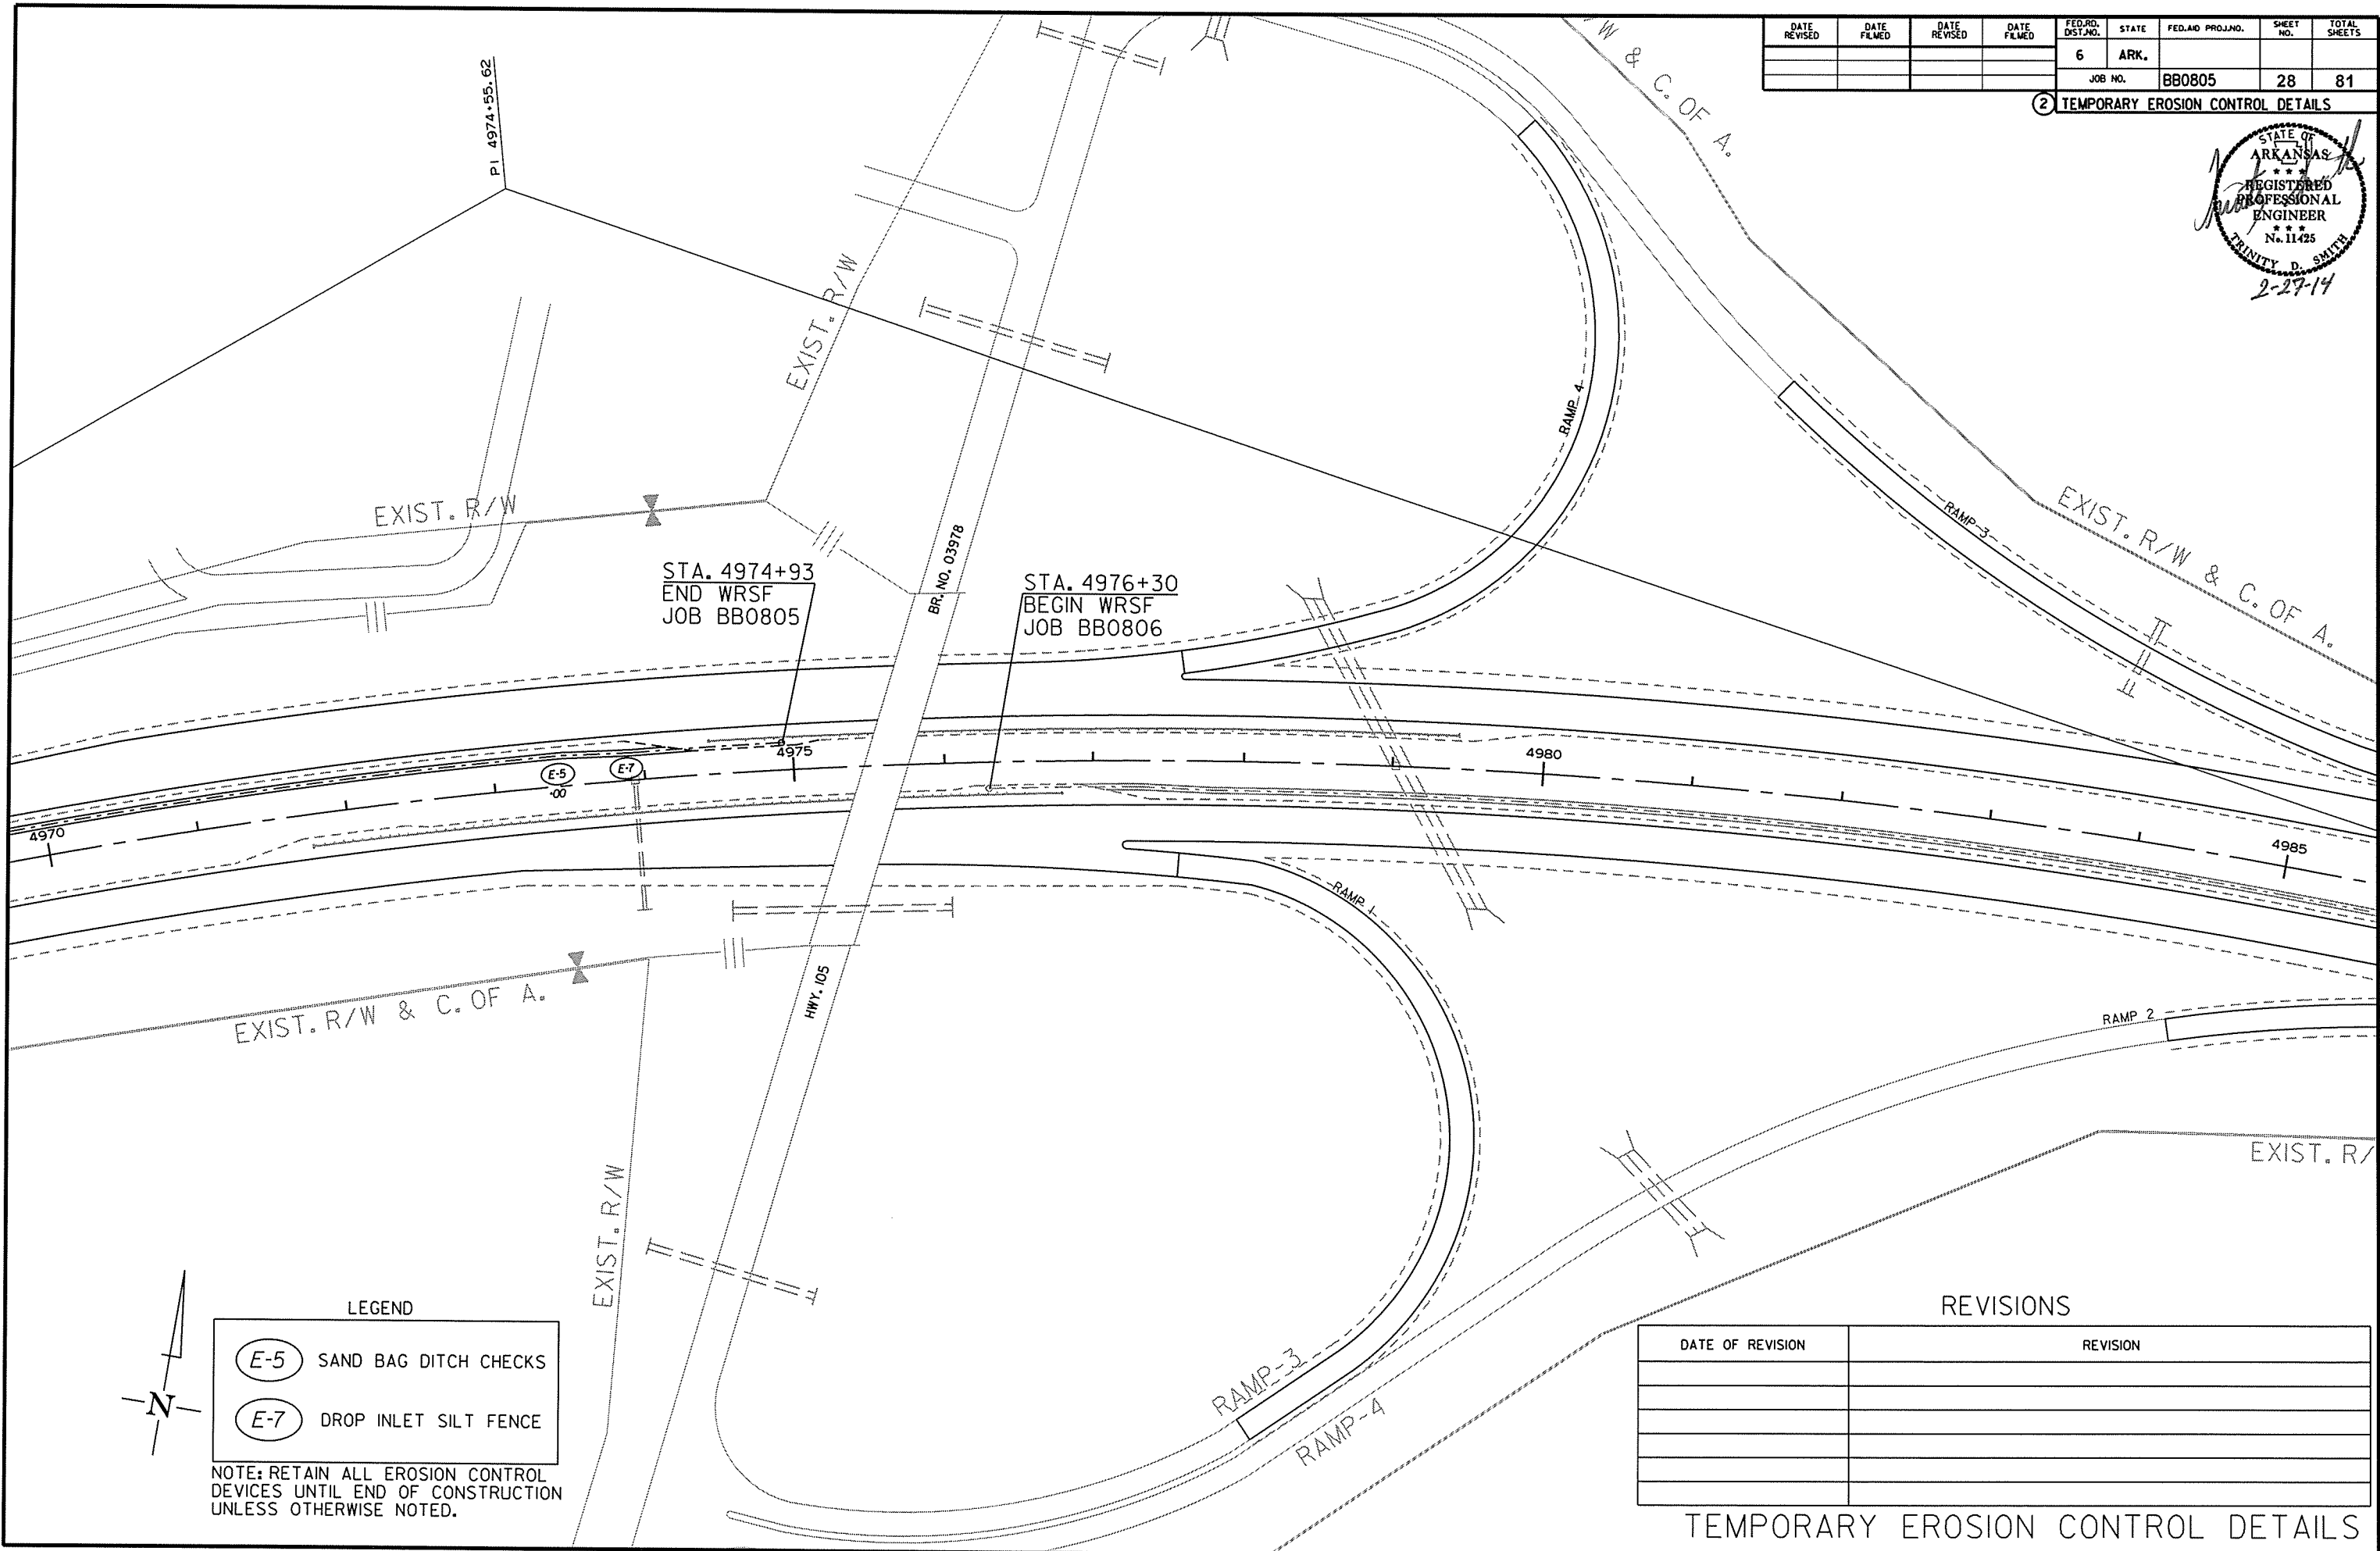 DATE REVISED
DATE FILMED
DATE REVISED
DATE FILMED
FED.RD. DIST.NO.
STATE
FED.AID PROJ.NO.
SHEET NO.
TOTAL SHEETS
6
ARK.
JOB NO.
BB0805
28
81
2
TEMPORARY EROSION CONTROL DETAILS
STATE OF
ARKANSAS
★ ★ ★
REGISTERED
PROFESSIONAL
ENGINEER
★ ★ ★
No. 11425
TRINITY D. SMITH
2-27-14
PI 4974+55.62
W & C. OF A.
EXIST. R/W
EXIST. R/W
RAMP 4
RAMP 3
EXIST. R/W & C. OF A.
BR. NO. 03978
STA. 4974+93
END WRSF
JOB BB0805
STA. 4976+30
BEGIN WRSF
JOB BB0806
4970
E-5
+00
E-7
4975
4980
4985
RAMP 1
HWY. 105
EXIST. R/W & C. OF A.
RAMP 2
EXIST. R/
EXIST. R/W
RAMP-3
RAMP-4
N
LEGEND
E-5 SAND BAG DITCH CHECKS
E-7 DROP INLET SILT FENCE
NOTE: RETAIN ALL EROSION CONTROL
DEVICES UNTIL END OF CONSTRUCTION
UNLESS OTHERWISE NOTED.
REVISIONS
DATE OF REVISION
REVISION
TEMPORARY EROSION CONTROL DETAILS